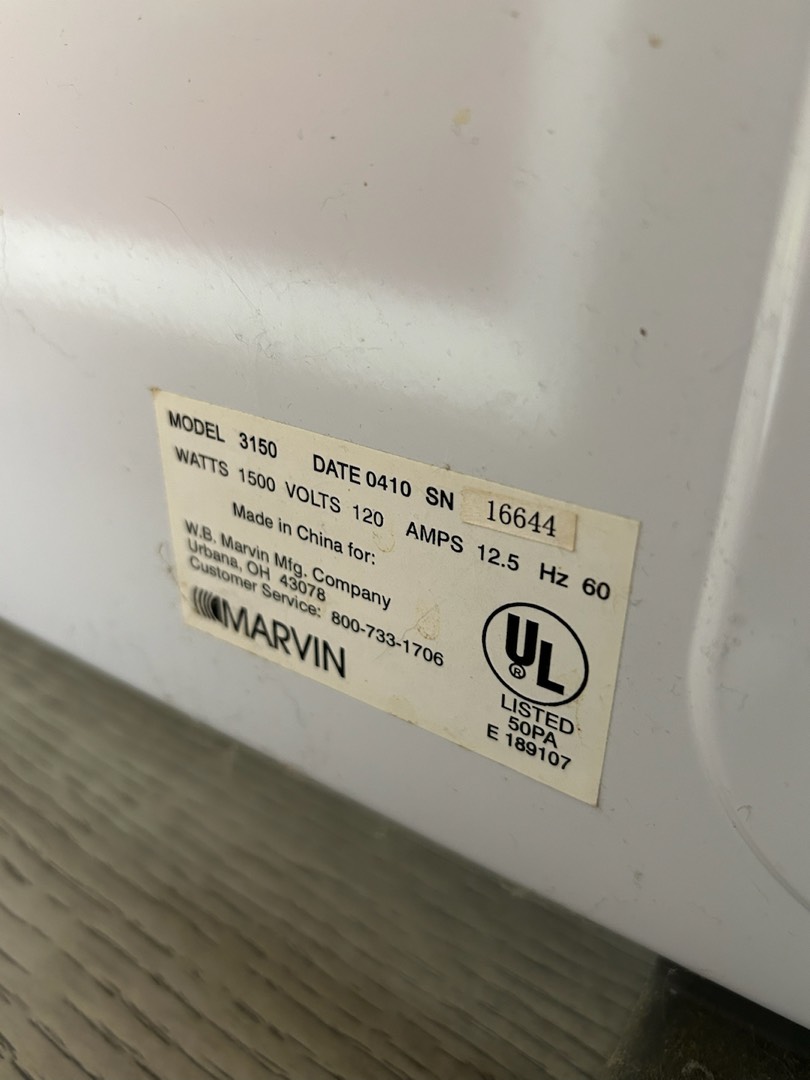 MODEL 3150 DATE 0410 SN 16644
WATTS 1500 VOLTS 120 AMPS 12.5 Hz 60
Made in China for:
W.B. Marvin Mfg. Company
Urbana, OH 43078
Customer Service: 800-733-1706
MARVIN
UL
®
LISTED
50PA
E 189107